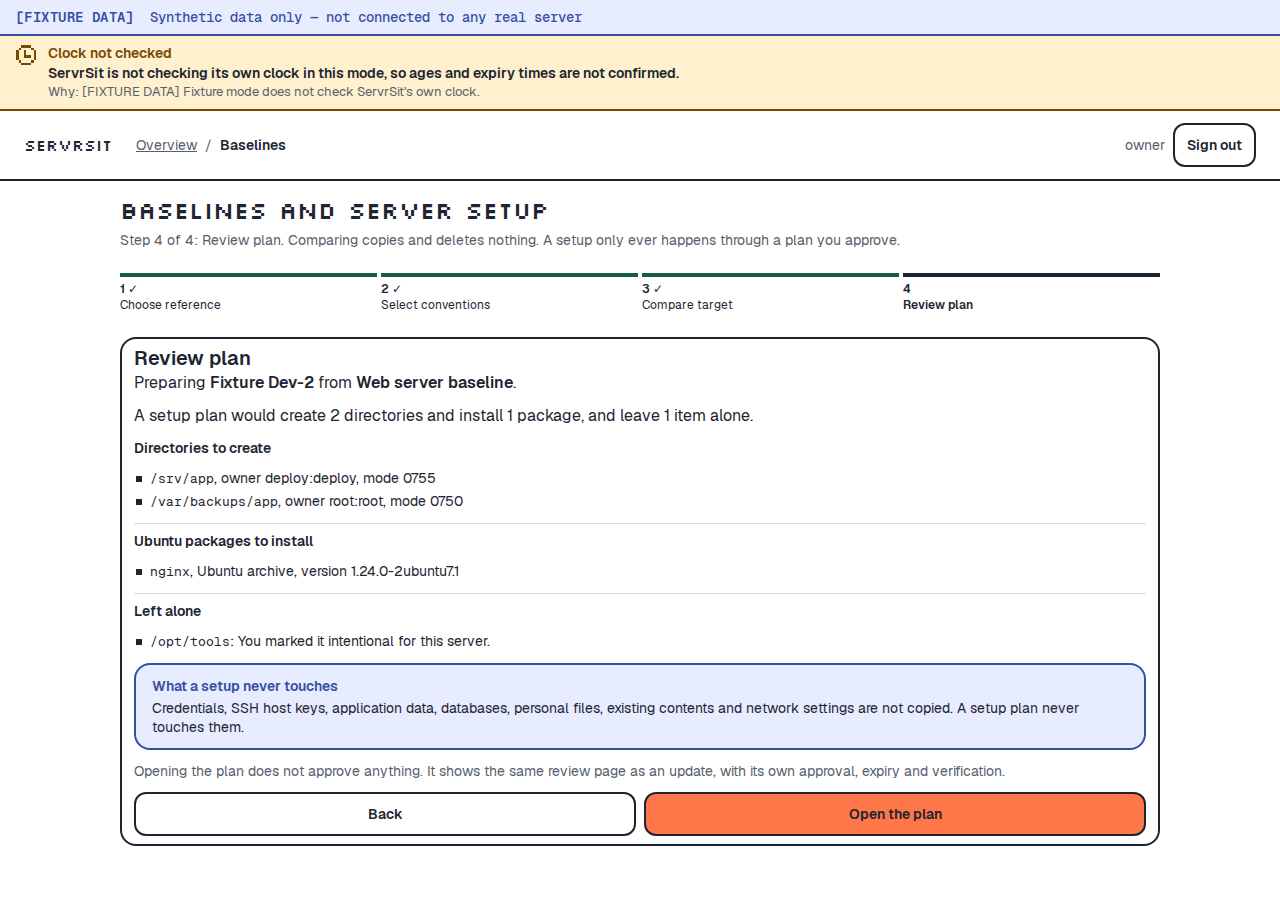 [FIXTURE DATA] Synthetic data only — not connected to any real server
Clock not checked
ServrSit is not checking its own clock in this mode, so ages and expiry times are not confirmed.
Why: [FIXTURE DATA] Fixture mode does not check ServrSit's own clock.
SERVRSIT Overview / Baselines owner Sign out
BASELINES AND SERVER SETUP
Step 4 of 4: Review plan. Comparing copies and deletes nothing. A setup only ever happens through a plan you approve.
1 ✓ 2 ✓ 3 ✓ 4
Choose reference Select conventions Compare target Review plan
Review plan
Preparing Fixture Dev-2 from Web server baseline.
A setup plan would create 2 directories and install 1 package, and leave 1 item alone.
Directories to create
/srv/app, owner deploy:deploy, mode 0755
/var/backups/app, owner root:root, mode 0750
Ubuntu packages to install
nginx, Ubuntu archive, version 1.24.0-2ubuntu7.1
Left alone
/opt/tools: You marked it intentional for this server.
What a setup never touches
Credentials, SSH host keys, application data, databases, personal files, existing contents and network settings are not copied. A setup plan never
touches them.
Opening the plan does not approve anything. It shows the same review page as an update, with its own approval, expiry and verification.
Back Open the plan